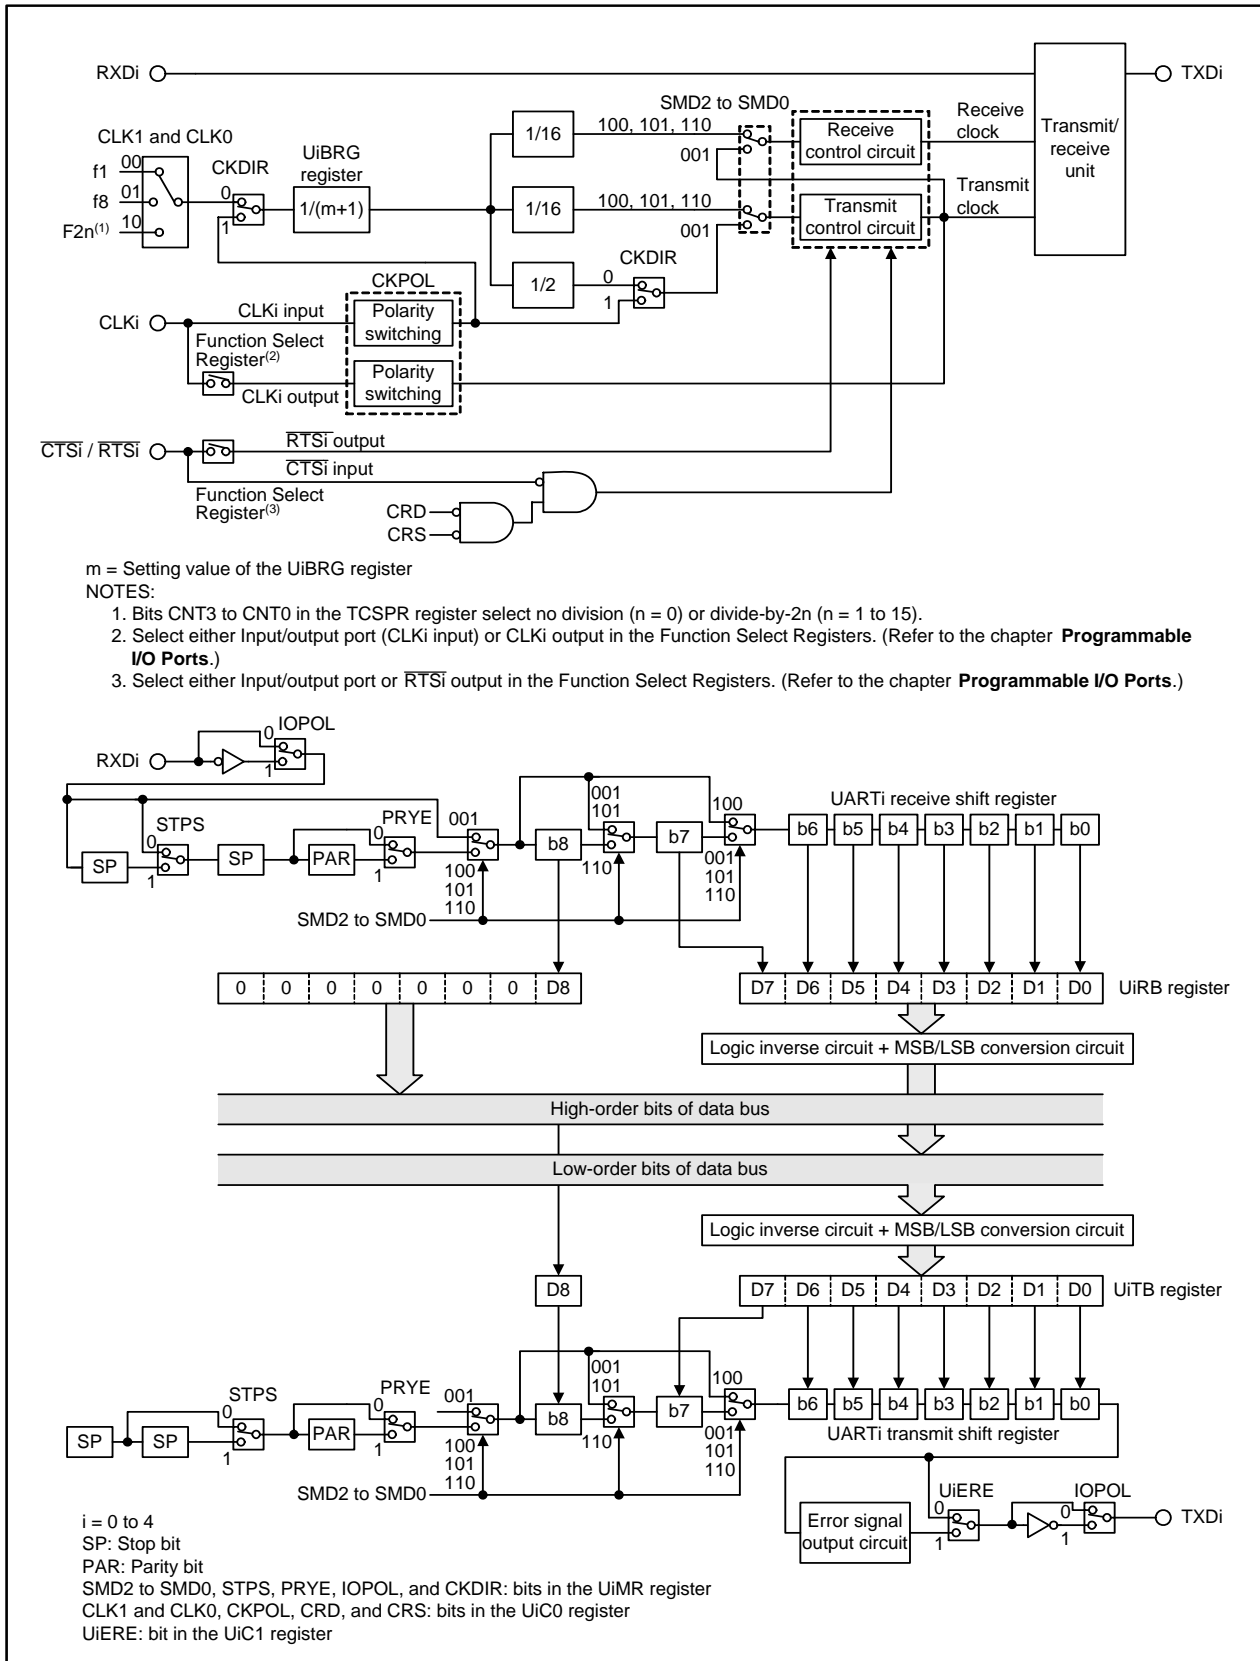 RXDi
TXDi
SMD2 to SMD0
Receive clock
Transmit/ receive unit
CLK1 and CLK0
1/16
100, 101, 110
001
Receive control circuit
f1
00
f8
01
F2n(1)
10
CKDIR
0
1
UiBRG register
1/(m+1)
1/16
100, 101, 110
001
Transmit control circuit
Transmit clock
1/2
CKDIR
0
1
CKPOL
CLKi
CLKi input
Polarity switching
Function Select Register(2)
CLKi output
Polarity switching
CTSi / RTSi
RTSi output
CTSi input
Function Select Register(3)
CRD
CRS
m = Setting value of the UiBRG register
NOTES:
1. Bits CNT3 to CNT0 in the TCSPR register select no division (n = 0) or divide-by-2n (n = 1 to 15).
2. Select either Input/output port (CLKi input) or CLKi output in the Function Select Registers. (Refer to the chapter Programmable
I/O Ports.)
3. Select either Input/output port or RTSi output in the Function Select Registers. (Refer to the chapter Programmable I/O Ports.)
RXDi
IOPOL
0
1
STPS
0
1
SP
SP
PAR
PRYE
0
1
001
100
101
110
b8
001
101
110
b7
100
001
101
110
UARTi receive shift register
b6 b5 b4 b3 b2 b1 b0
SMD2 to SMD0
0 0 0 0 0 0 0 D8
D7 D6 D5 D4 D3 D2 D1 D0
UiRB register
Logic inverse circuit + MSB/LSB conversion circuit
High-order bits of data bus
Low-order bits of data bus
Logic inverse circuit + MSB/LSB conversion circuit
D8
D7 D6 D5 D4 D3 D2 D1 D0
UiTB register
SP
SP
STPS
0
1
PAR
PRYE
0
1
001
100
101
110
b8
001
101
110
b7
100
001
101
110
b6 b5 b4 b3 b2 b1 b0
UARTi transmit shift register
SMD2 to SMD0
Error signal output circuit
UiERE
0
1
IOPOL
0
1
TXDi
i = 0 to 4
SP: Stop bit
PAR: Parity bit
SMD2 to SMD0, STPS, PRYE, IOPOL, and CKDIR: bits in the UiMR register
CLK1 and CLK0, CKPOL, CRD, and CRS: bits in the UiC0 register
UiERE: bit in the UiC1 register